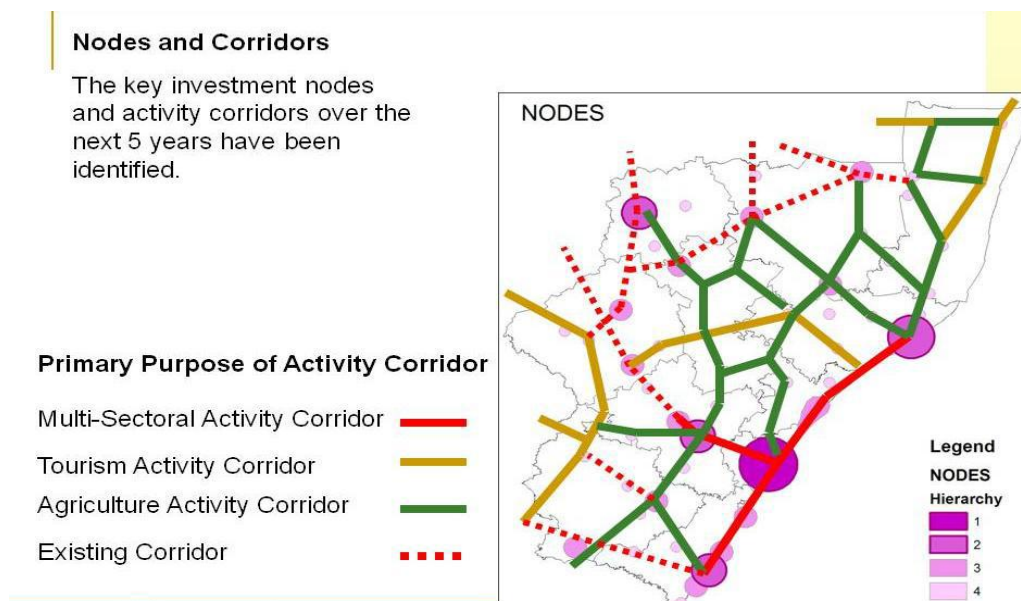 Nodes and Corridors
The key investment nodes
and activity corridors over the
next 5 years have been
identified.
Primary Purpose of Activity Corridor
Multi-Sectoral Activity Corridor
Tourism Activity Corridor
Agriculture Activity Corridor
Existing Corridor
NODES
Legend
NODES
Hierarchy
1
2
3
4